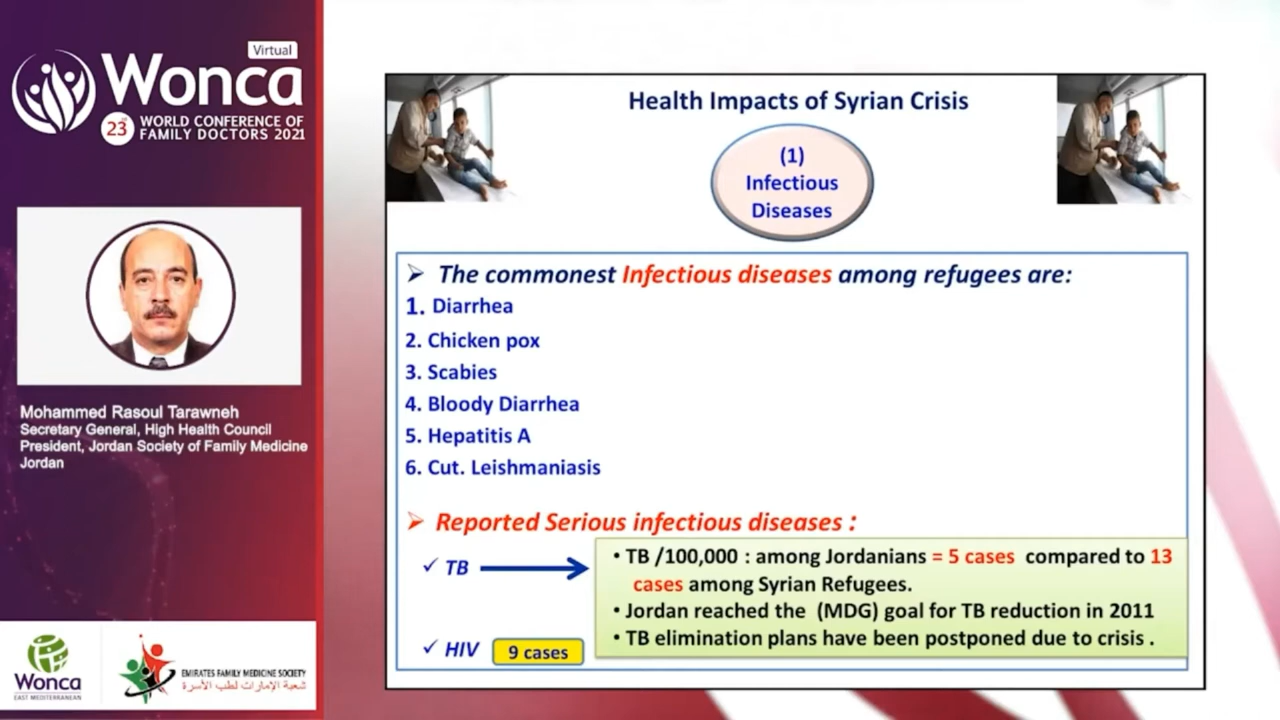 Virtual
Wonca
23rd WORLD CONFERENCE OF
FAMILY DOCTORS 2021
Mohammed Rasoul Tarawneh
Secretary General, High Health Council
President, Jordan Society of Family Medicine
Jordan
Wonca
EAST MEDITERRANEAN
EMIRATES FAMILY MEDICINE SOCIETY
شعبة الإمارات لطب الأسرة
Health Impacts of Syrian Crisis
(1)
Infectious
Diseases
➢ The commonest Infectious diseases among refugees are:
1. Diarrhea
2. Chicken pox
3. Scabies
4. Bloody Diarrhea
5. Hepatitis A
6. Cut. Leishmaniasis
➢ Reported Serious infectious diseases :
✓ TB
• TB /100,000 : among Jordanians = 5 cases compared to 13
cases among Syrian Refugees.
• Jordan reached the (MDG) goal for TB reduction in 2011
• TB elimination plans have been postponed due to crisis .
✓ HIV 9 cases